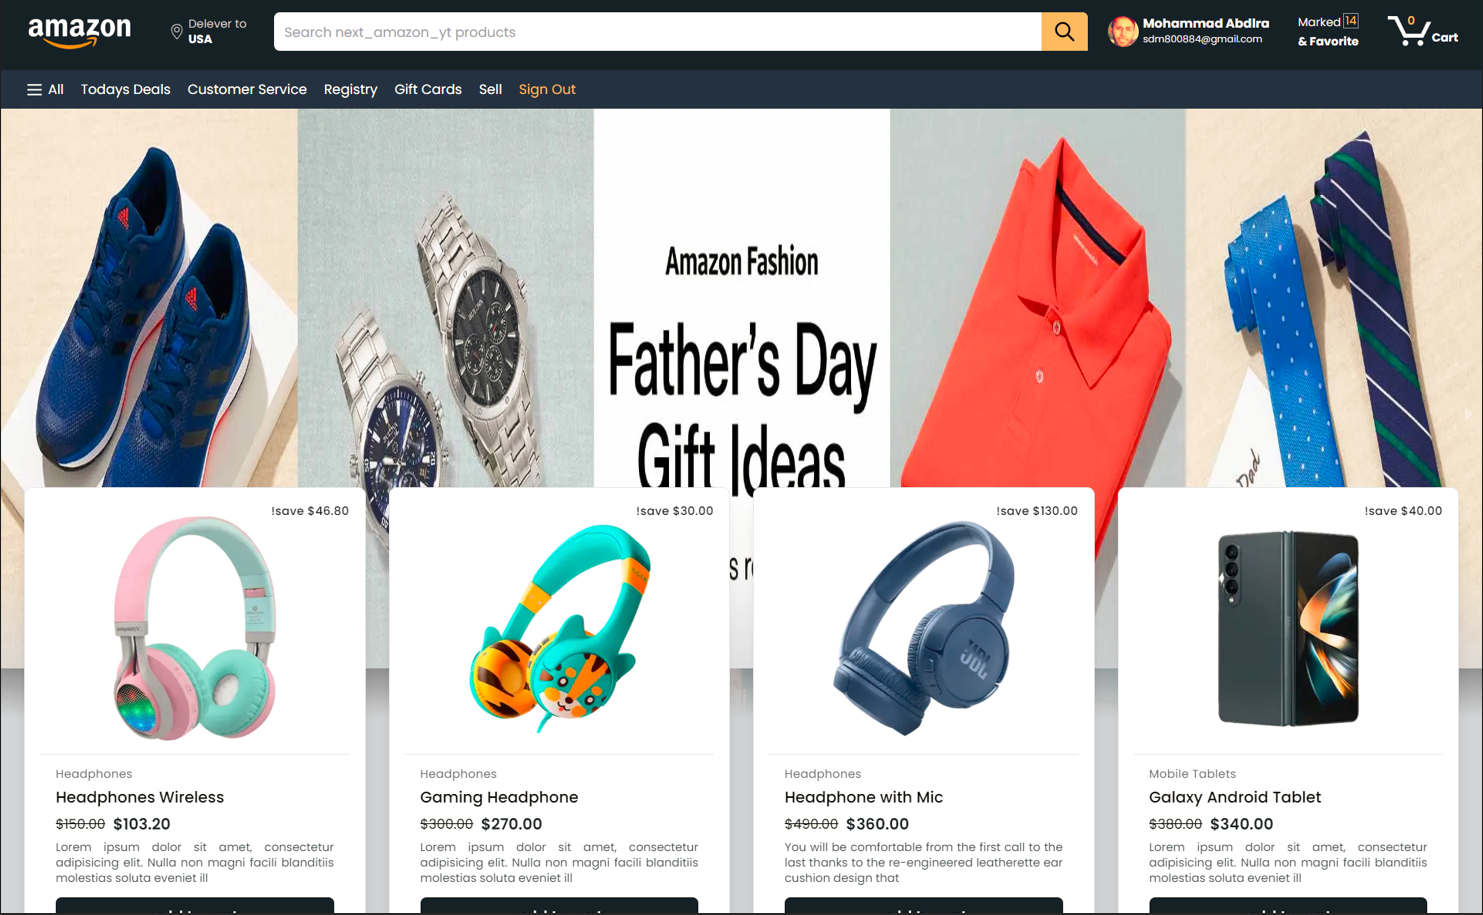 amazon
Delever to
USA
Search next_amazon_yt products
Mohammad Abdlra
sdm800884@gmail.com
Marked 14
& Favorite
0
Cart
All Todays Deals Customer Service Registry Gift Cards Sell Sign Out
Amazon Fashion
Father's Day
Gift Ideas
Dad
s r
!save $46.80
!save $30.00
!save $130.00
!save $40.00
JBL
Headphones
Headphones Wireless
$150.00 $103.20
Lorem ipsum dolor sit amet, consectetur
adipisicing elit. Nulla non magni facili blanditiis
molestias soluta eveniet ill
Headphones
Gaming Headphone
$300.00 $270.00
Lorem ipsum dolor sit amet, consectetur
adipisicing elit. Nulla non magni facili blanditiis
molestias soluta eveniet ill
Headphones
Headphone with Mic
$490.00 $360.00
You will be comfortable from the first call to the
last thanks to the re-engineered leatherette ear
cushion design that
Mobile Tablets
Galaxy Android Tablet
$380.00 $340.00
Lorem ipsum dolor sit amet, consectetur
adipisicing elit. Nulla non magni facili blanditiis
molestias soluta eveniet ill